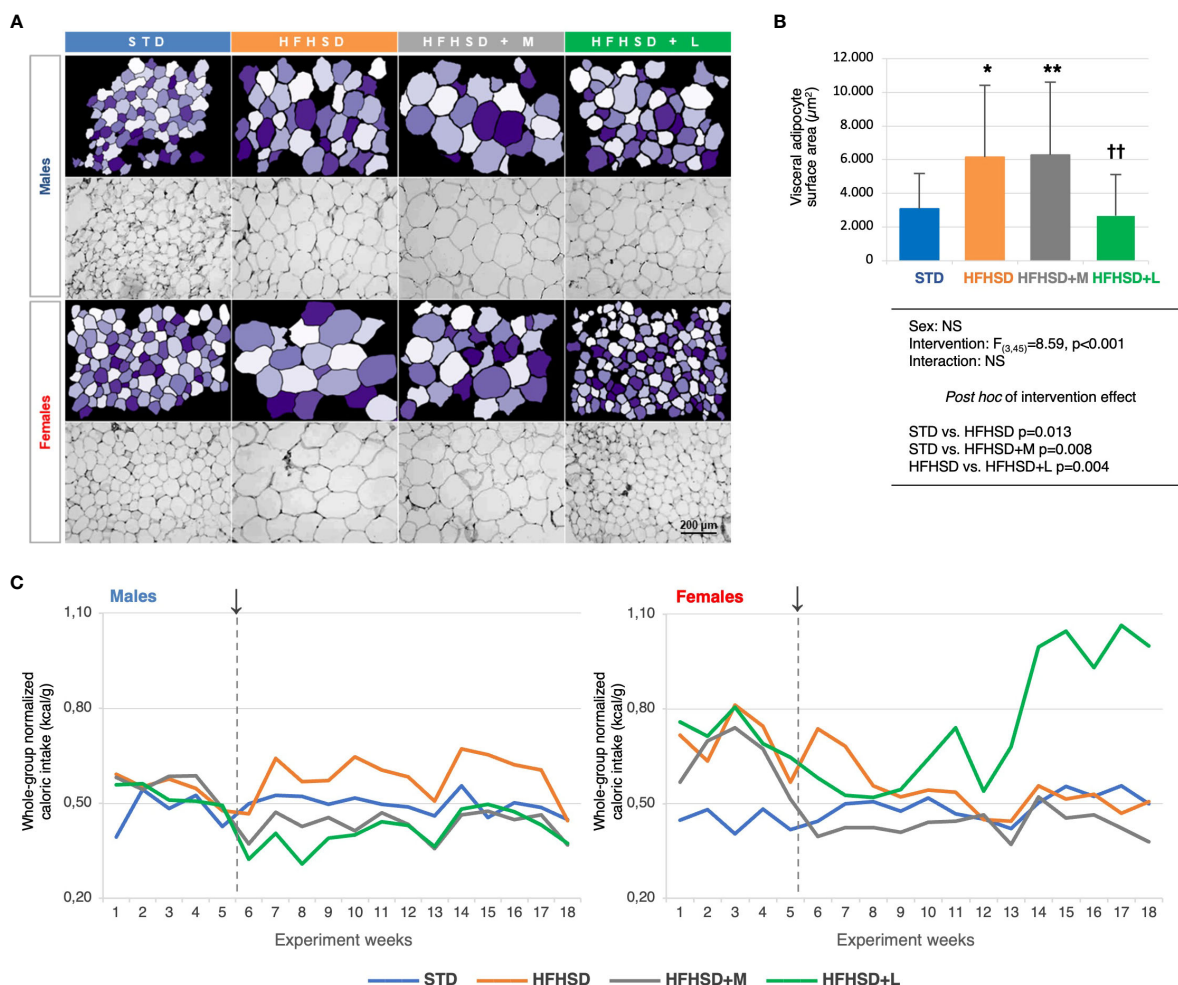 A
STD HFHSD HFHSD + M HFHSD + L
Males
Females
200 µm
B
Visceral adipocyte
surface area (µm²)
12.000
10.000
8.000
6.000
4.000
2.000
0
* ** ††
STD HFHSD HFHSD+M HFHSD+L
Sex: NS
Intervention: F(3,45)=8.59, p<0.001
Interaction: NS
Post hoc of intervention effect
STD vs. HFHSD p=0.013
STD vs. HFHSD+M p=0.008
HFHSD vs. HFHSD+L p=0.004
C
Males
Whole-group normalized
caloric intake (kcal/g)
1,10
0,80
0,50
0,20
1 2 3 4 5 6 7 8 9 10 11 12 13 14 15 16 17 18
Experiment weeks
Females
Whole-group normalized
caloric intake (kcal/g)
1,10
0,80
0,50
0,20
1 2 3 4 5 6 7 8 9 10 11 12 13 14 15 16 17 18
Experiment weeks
STD HFHSD HFHSD+M HFHSD+L